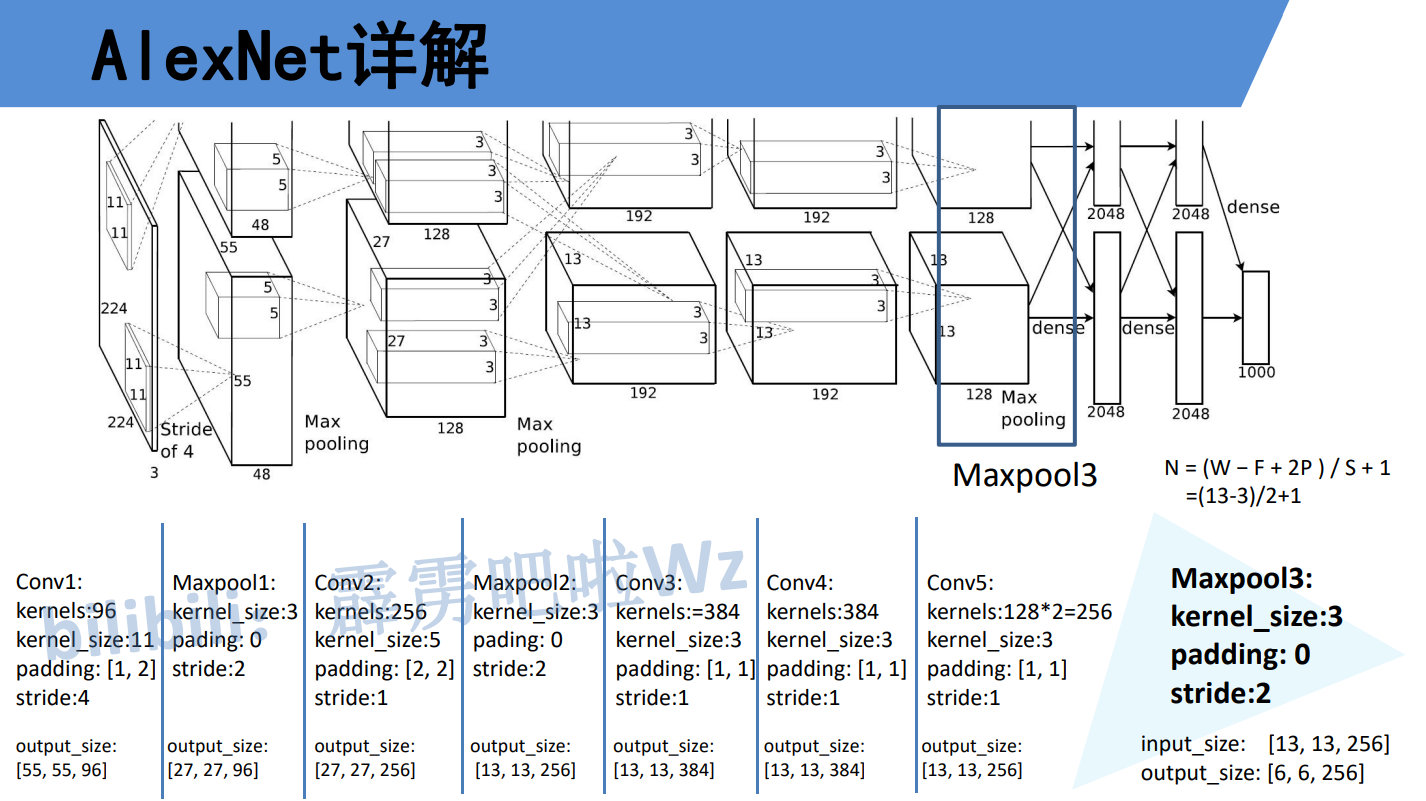 AlexNet详解
11
11
224
11
11
224
3
Stride
of 4
5
5
48
55
5
5
55
48
Max
pooling
3
3
3
128
27
3
3
27
3
3
128
Max
pooling
3
3
192
13
3
3
13
192
3
3
192
13
3
3
13
192
128
13
13
128
Max
pooling
2048
2048
dense
dense
dense
2048
2048
1000
Maxpool3
N = (W − F + 2P ) / S + 1
=(13-3)/2+1
bilibili: 霹雳吧啦Wz
Conv1:
kernels:96
kernel_size:11
padding: [1, 2]
stride:4
output_size:
[55, 55, 96]
Maxpool1:
kernel_size:3
pading: 0
stride:2
output_size:
[27, 27, 96]
Conv2:
kernels:256
kernel_size:5
padding: [2, 2]
stride:1
output_size:
[27, 27, 256]
Maxpool2:
kernel_size:3
pading: 0
stride:2
output_size:
[13, 13, 256]
Conv3:
kernels:=384
kernel_size:3
padding: [1, 1]
stride:1
output_size:
[13, 13, 384]
Conv4:
kernels:384
kernel_size:3
padding: [1, 1]
stride:1
output_size:
[13, 13, 384]
Conv5:
kernels:128*2=256
kernel_size:3
padding: [1, 1]
stride:1
output_size:
[13, 13, 256]
Maxpool3:
kernel_size:3
padding: 0
stride:2
input_size: [13, 13, 256]
output_size: [6, 6, 256]